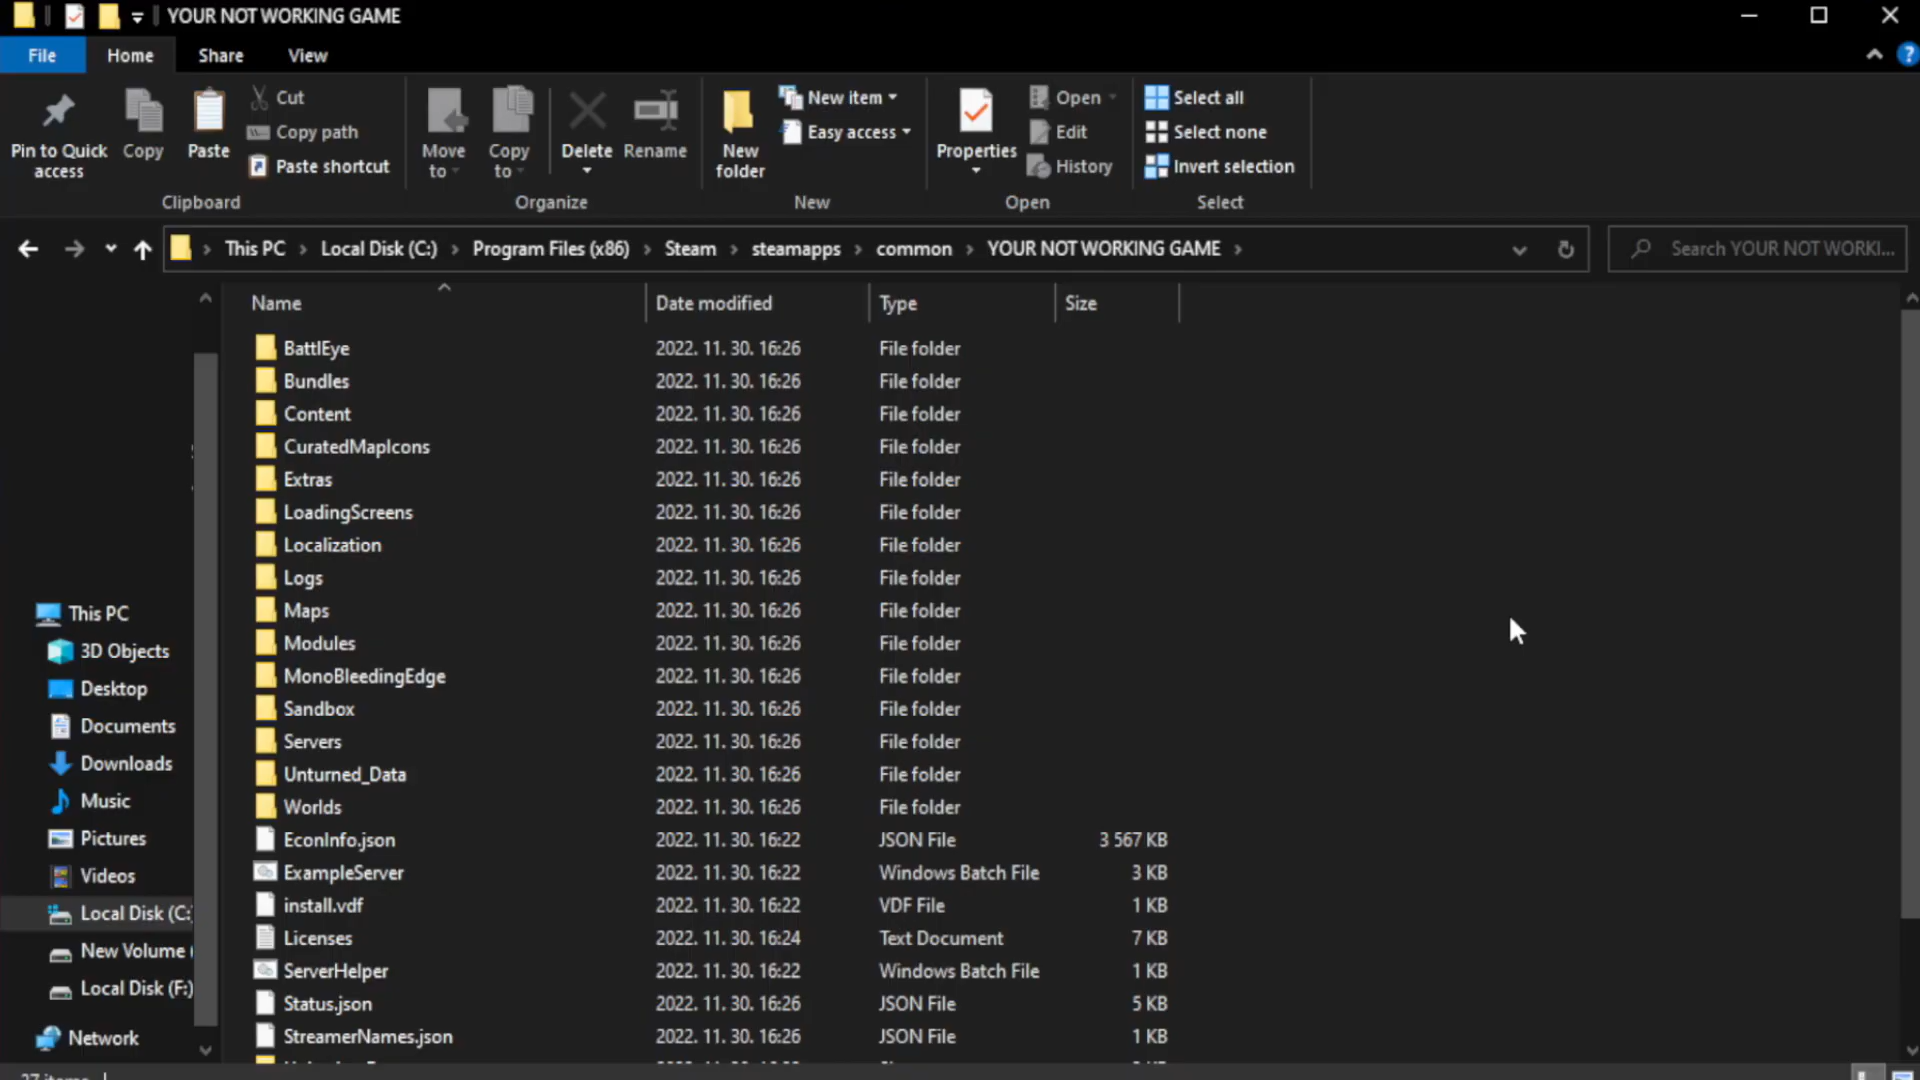 YOUR NOT WORKING GAME
File Home Share View
Pin to Quick access
Copy
Paste
Cut
Copy path
Paste shortcut
Move to
Copy to
Delete
Rename
New folder
New item
Easy access
Properties
Open
Edit
History
Select all
Select none
Invert selection
Clipboard Organize New Open Select
This PC Local Disk (C:) Program Files (x86) Steam steamapps common YOUR NOT WORKING GAME
Search YOUR NOT WORKI...
Name Date modified Type Size
BattlEye 2022. 11. 30. 16:26 File folder
Bundles 2022. 11. 30. 16:26 File folder
Content 2022. 11. 30. 16:26 File folder
CuratedMapIcons 2022. 11. 30. 16:26 File folder
Extras 2022. 11. 30. 16:26 File folder
LoadingScreens 2022. 11. 30. 16:26 File folder
Localization 2022. 11. 30. 16:26 File folder
Logs 2022. 11. 30. 16:26 File folder
Maps 2022. 11. 30. 16:26 File folder
Modules 2022. 11. 30. 16:26 File folder
MonoBleedingEdge 2022. 11. 30. 16:26 File folder
Sandbox 2022. 11. 30. 16:26 File folder
Servers 2022. 11. 30. 16:26 File folder
Unturned_Data 2022. 11. 30. 16:26 File folder
Worlds 2022. 11. 30. 16:26 File folder
EconInfo.json 2022. 11. 30. 16:22 JSON File 3 567 KB
ExampleServer 2022. 11. 30. 16:22 Windows Batch File 3 KB
install.vdf 2022. 11. 30. 16:22 VDF File 1 KB
Licenses 2022. 11. 30. 16:24 Text Document 7 KB
ServerHelper 2022. 11. 30. 16:22 Windows Batch File 1 KB
Status.json 2022. 11. 30. 16:26 JSON File 5 KB
StreamerNames.json 2022. 11. 30. 16:26 JSON File 1 KB
This PC
3D Objects
Desktop
Documents
Downloads
Music
Pictures
Videos
Local Disk (C:)
New Volume (
Local Disk (F:)
Network